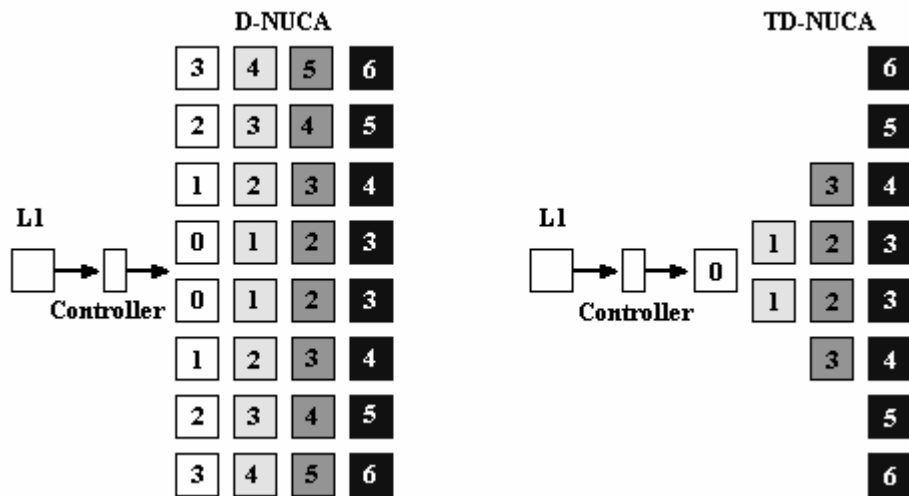 D-NUCA TD-NUCA
3 4 5 6 6
2 3 4 5 5
1 2 3 4 3 4
L1 L1
0 1 2 3 1 2 3
0
0 1 2 3 1 2 3
Controller Controller
1 2 3 4 3 4
2 3 4 5 5
3 4 5 6 6